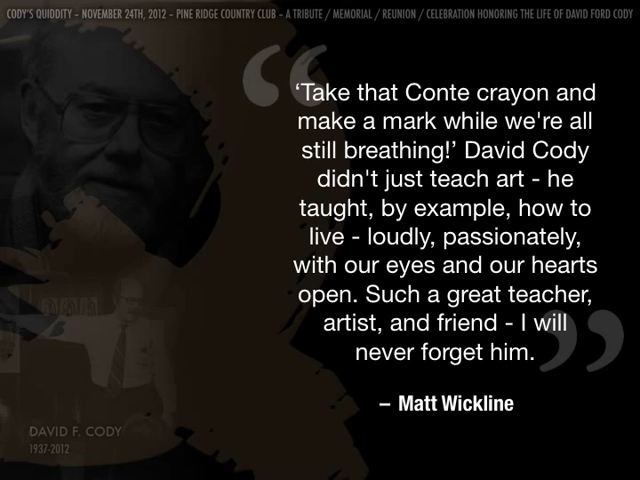 CODY'S QUIDDITY – NOVEMBER 24TH, 2012 – PINE RIDGE COUNTRY CLUB – A TRIBUTE / MEMORIAL / REUNION / CELEBRATION HONORING THE LIFE OF DAVID FORD CODY
“
‘Take that Conte crayon and
make a mark while we're all
still breathing!’ David Cody
didn't just teach art - he
taught, by example, how to
live - loudly, passionately,
with our eyes and our hearts
open. Such a great teacher,
artist, and friend - I will
never forget him.
”
– Matt Wickline
DAVID F. CODY
1937-2012